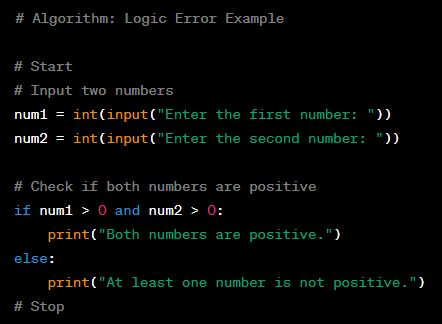 # Algorithm: Logic Error Example
# Start
# Input two numbers
num1 = int(input("Enter the first number: "))
num2 = int(input("Enter the second number: "))
# Check if both numbers are positive
if num1 > 0 and num2 > 0:
    print("Both numbers are positive.")
else:
    print("At least one number is not positive.")
# Stop